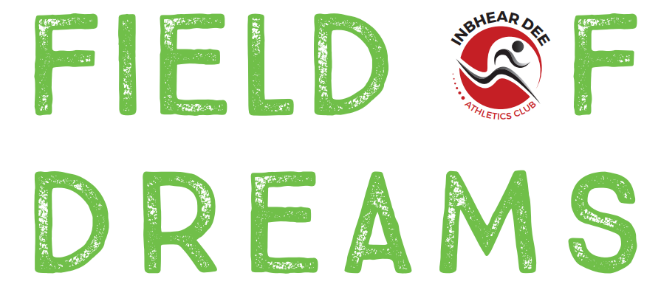 FIELD F
INBHEAR DEE
ATHLETICS CLUB
DREAMS